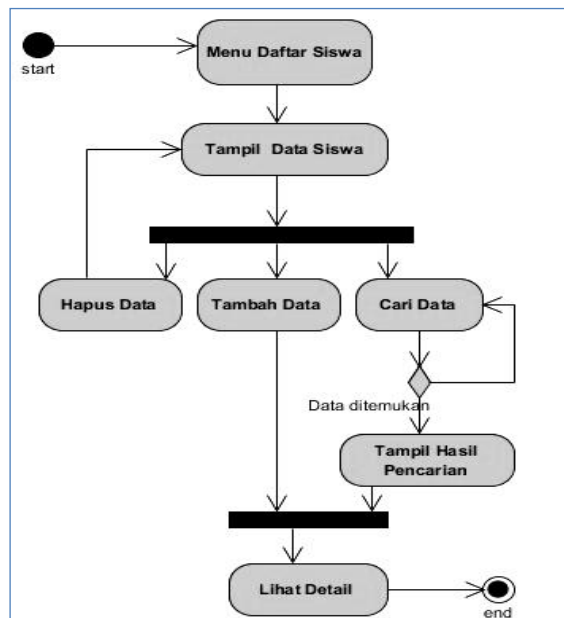 start
Menu Daftar Siswa
Tampil Data Siswa
Hapus Data
Tambah Data
Cari Data
Data ditemukan
Tampil Hasil
Pencarian
Lihat Detail
end